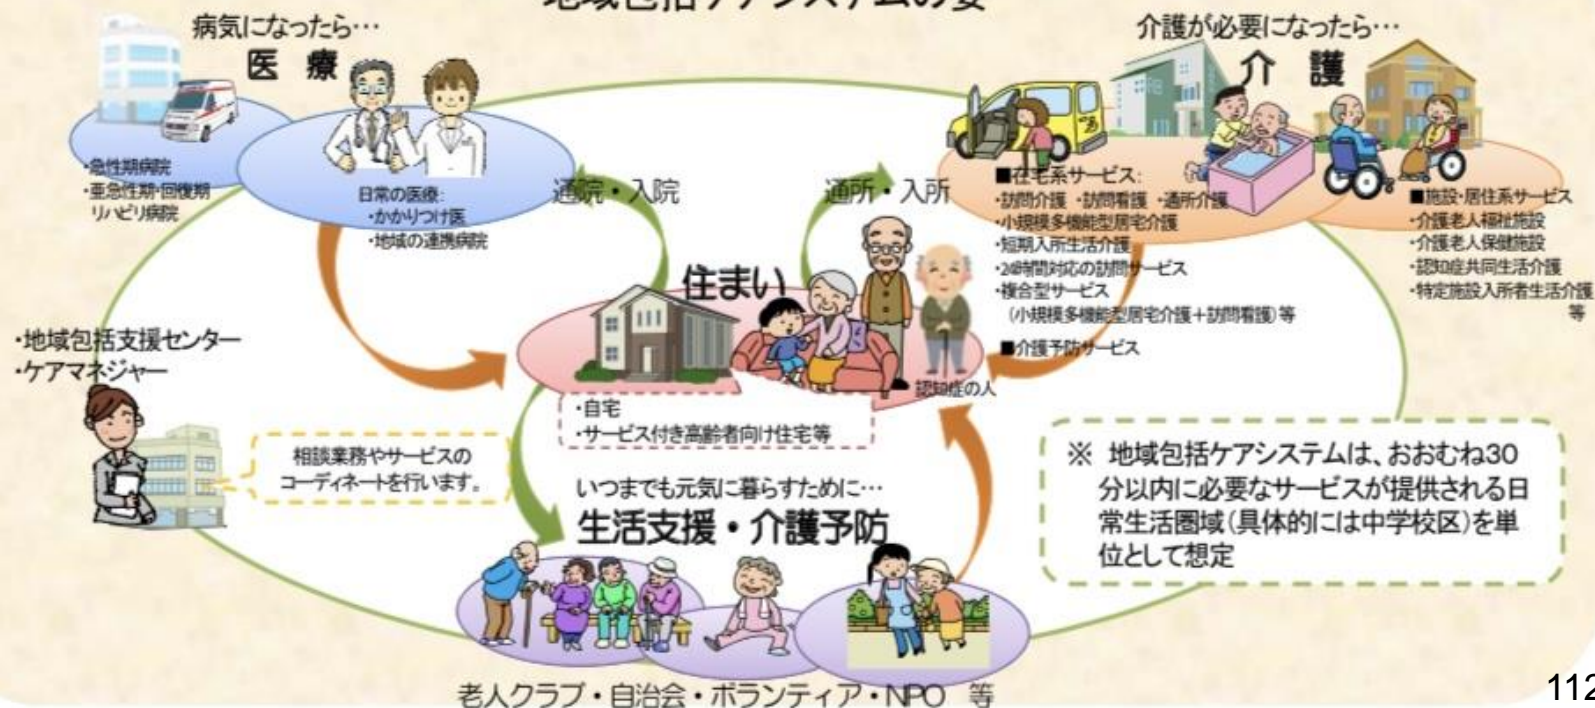 地域包括ケアシステムの姿
病気になったら…
医 療
・急性期病院
・亜急性期・回復期
リハビリ病院
日常の医療:
・かかりつけ医
・地域の連携病院
通院・入院
通所・入所
介護が必要になったら…
介 護
■在宅系サービス:
・訪問介護 ・訪問看護 ・通所介護
・小規模多機能型居宅介護
・短期入所生活介護
・24時間対応の訪問サービス
・複合型サービス
(小規模多機能型居宅介護+訪問看護)等
■介護予防サービス
■施設・居住系サービス
・介護老人福祉施設
・介護老人保健施設
・認知症共同生活介護
・特定施設入所者生活介護
等
住まい
認知症の人
・自宅
・サービス付き高齢者向け住宅等
・地域包括支援センター
・ケアマネジャー
相談業務やサービスの
コーディネートを行います。
いつまでも元気に暮らすために…
生活支援・介護予防
老人クラブ・自治会・ボランティア・NPO 等
※ 地域包括ケアシステムは、おおむね30
分以内に必要なサービスが提供される日
常生活圏域(具体的には中学校区)を単
位として想定
112